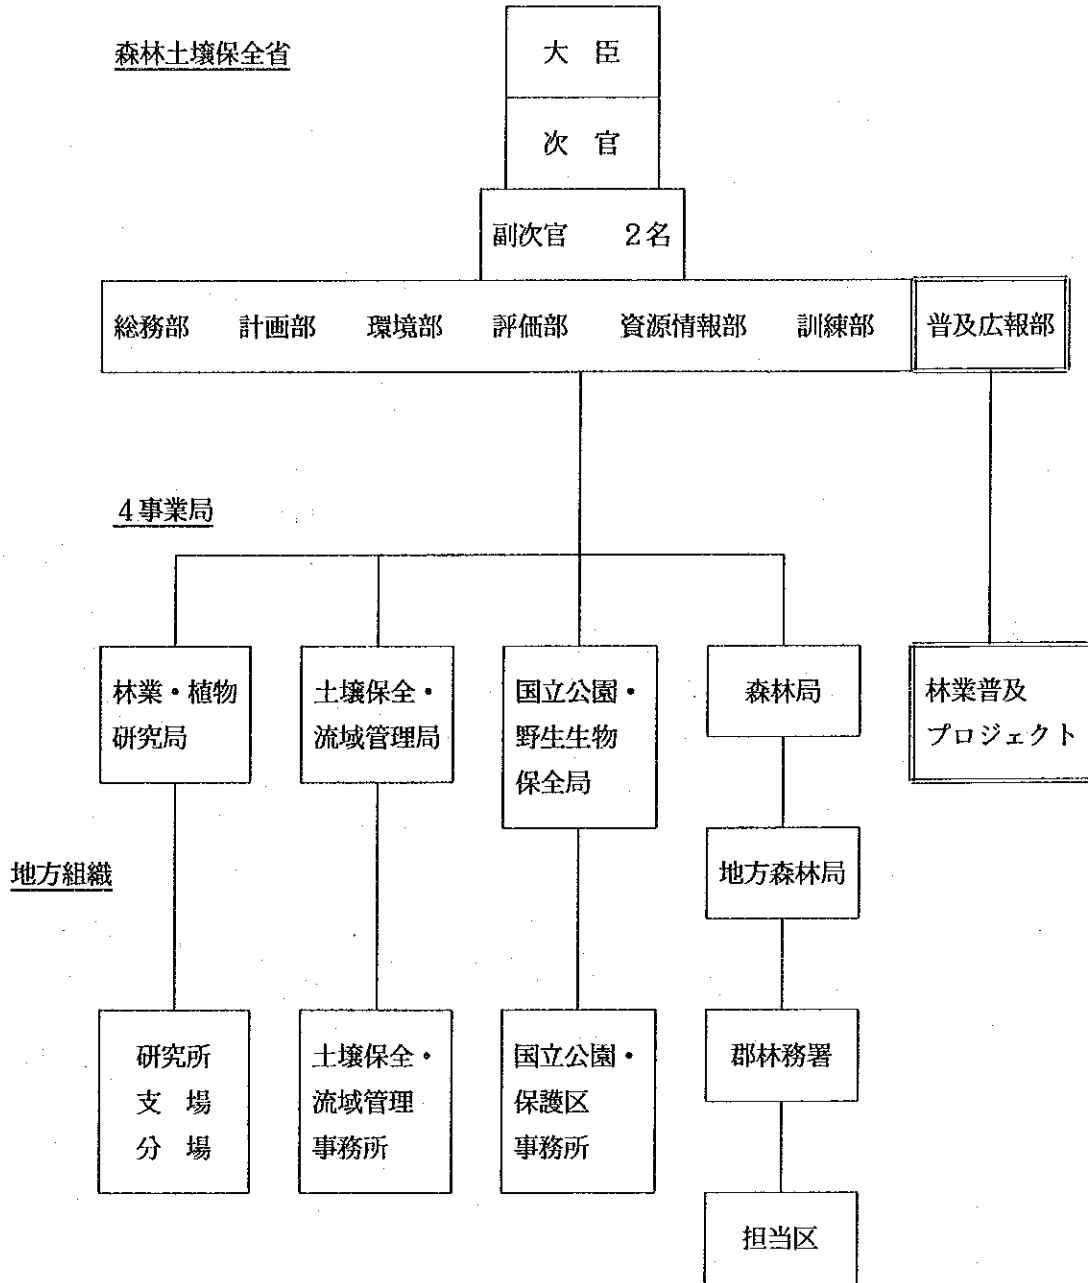 森林土壌保全省
大 臣
次 官
副次官 2名
総務部 計画部 環境部 評価部 資源情報部 訓練部 普及広報部
4事業局
林業・植物
研究局
土壌保全・
流域管理局
国立公園・
野生生物
保全局
森林局
林業普及
プロジェクト
地方組織
地方森林局
研究所
支 場
分 場
土壌保全・
流域管理
事務所
国立公園・
保護区
事務所
郡林務署
担当区